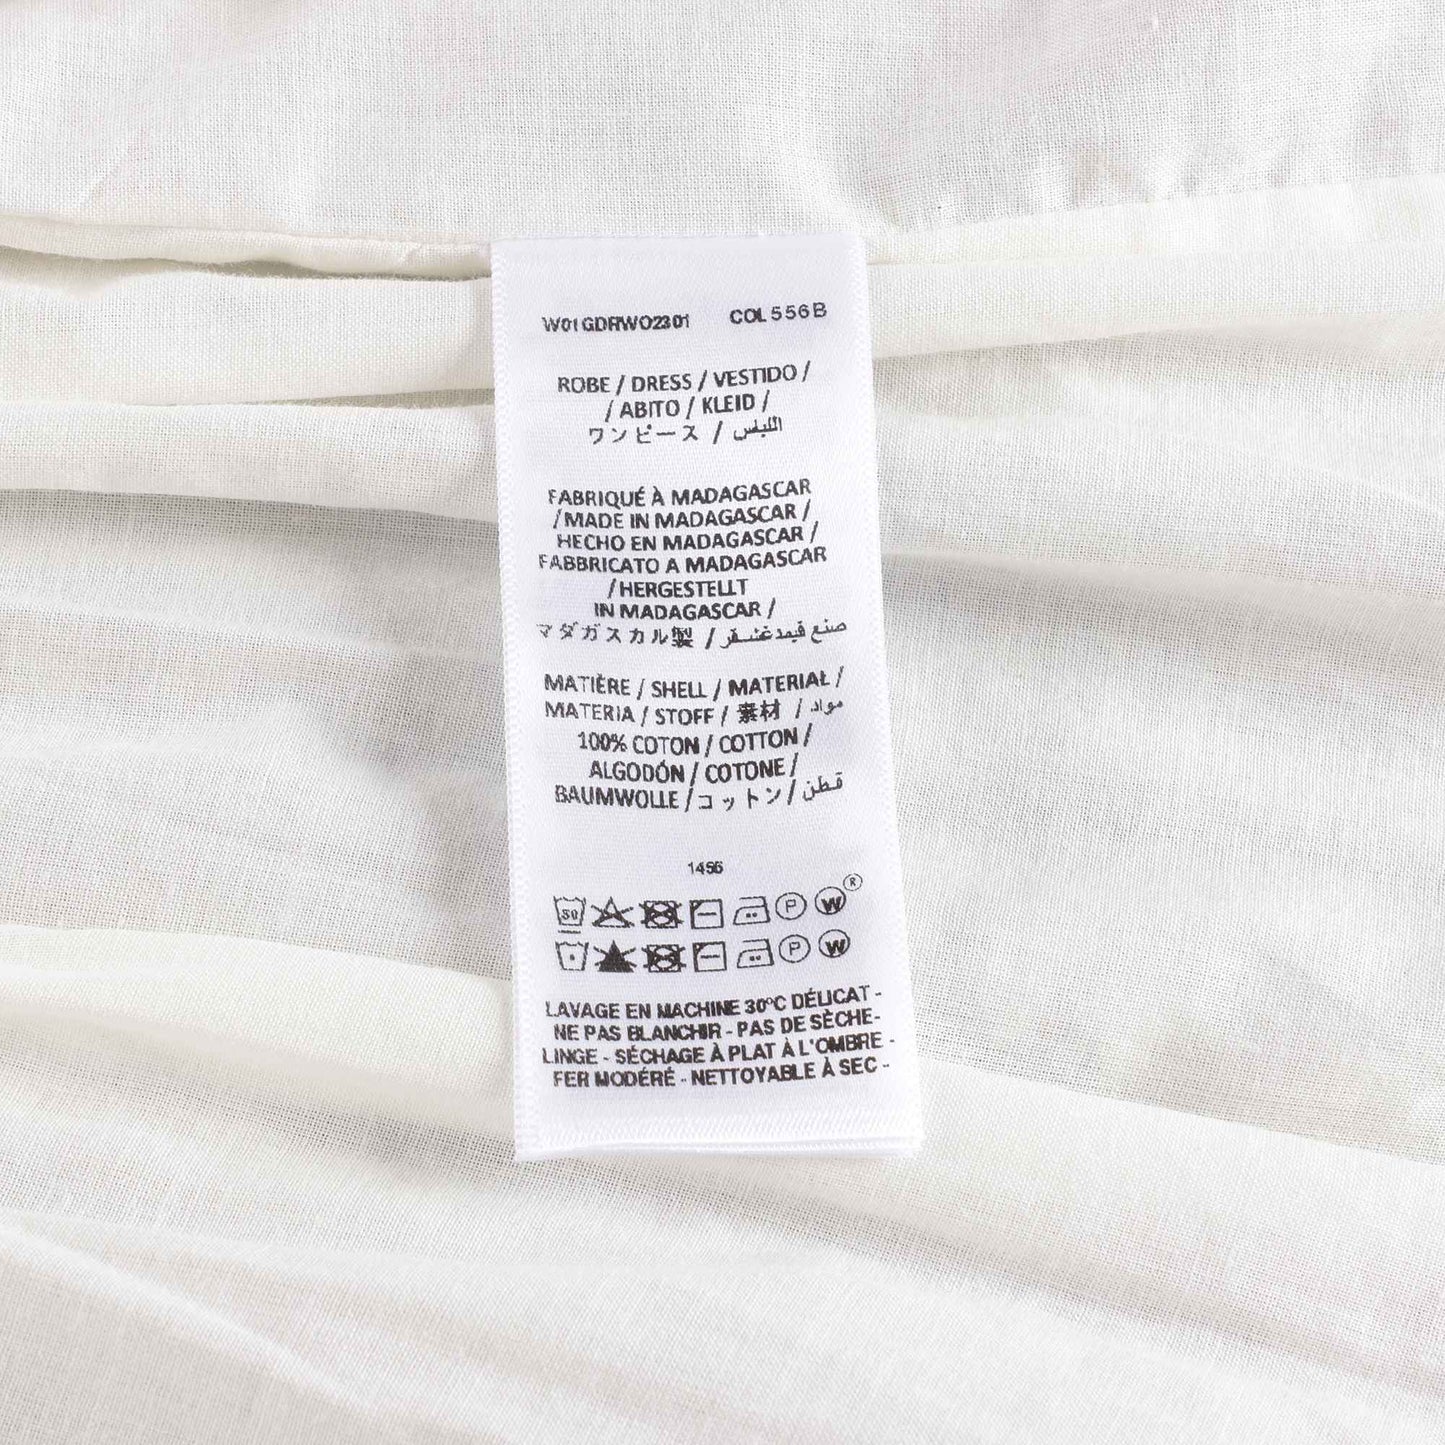 W01GDRWO2301 COL 556B
ROBE / DRESS / VESTIDO /
/ ABITO / KLEID /
ワンピース / اللبس
FABRIQUÉ À MADAGASCAR
/ MADE IN MADAGASCAR /
HECHO EN MADAGASCAR /
FABBRICATO A MADAGASCAR
/ HERGESTELLT
IN MADAGASCAR /
マダガスカル製 / صنع
MATIÈRE / SHELL / MATERIAL /
MATERIA / STOFF / 素材 / مواد
100% COTON / COTTON /
ALGODÓN / COTONE /
BAUMWOLLE / コットン / قطن
1456
P W ®
P W
LAVAGE EN MACHINE 30°C DÉLICAT -
NE PAS BLANCHIR - PAS DE SÈCHE-
LINGE - SÉCHAGE À PLAT À L'OMBRE -
FER MODÉRÉ - NETTOYABLE À SEC -